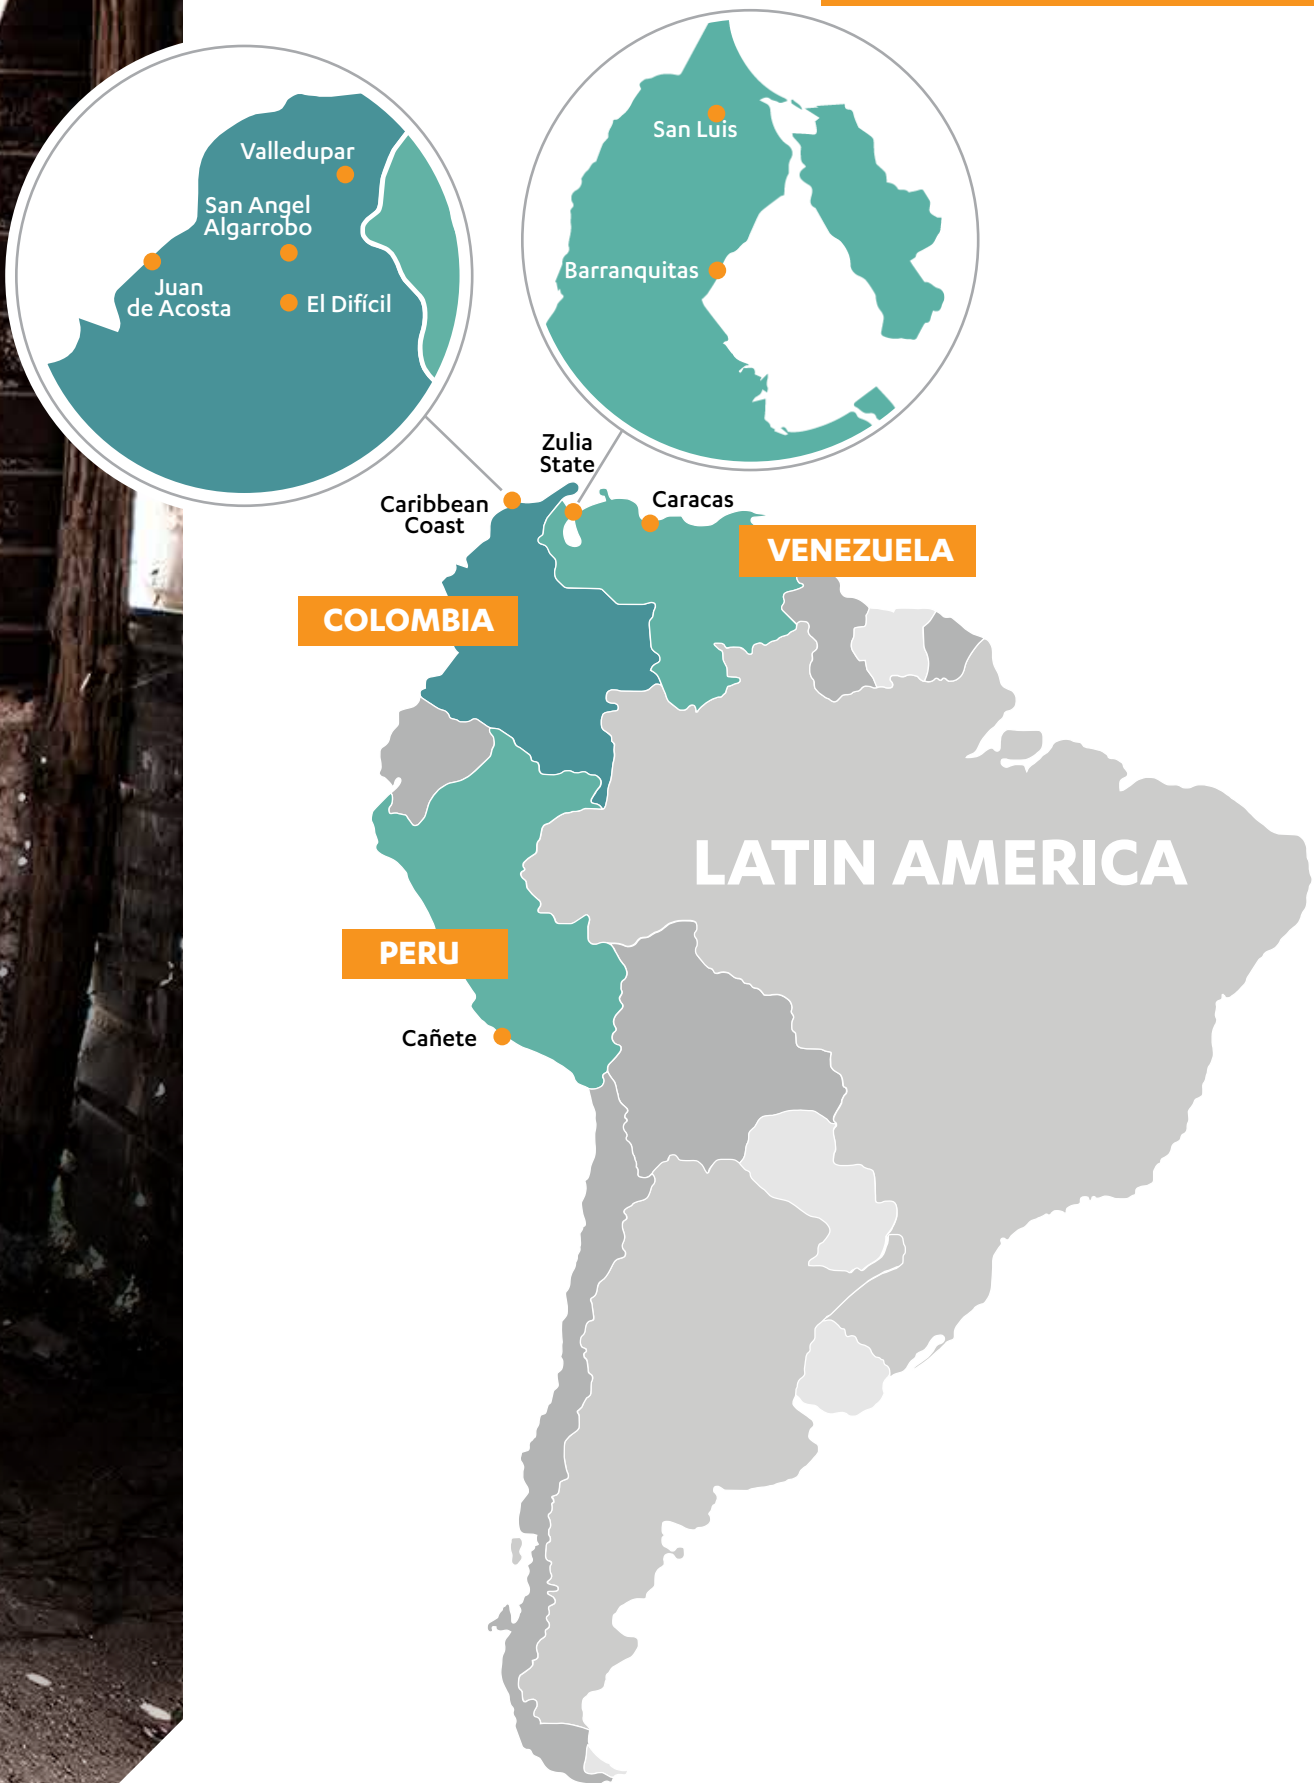 Valledupar
San Angel
Algarrobo
Juan
de Acosta
El Difícil
San Luis
Barranquitas
Zulia
State
Caribbean
Coast
Caracas
VENEZUELA
COLOMBIA
LATIN AMERICA
PERU
Cañete